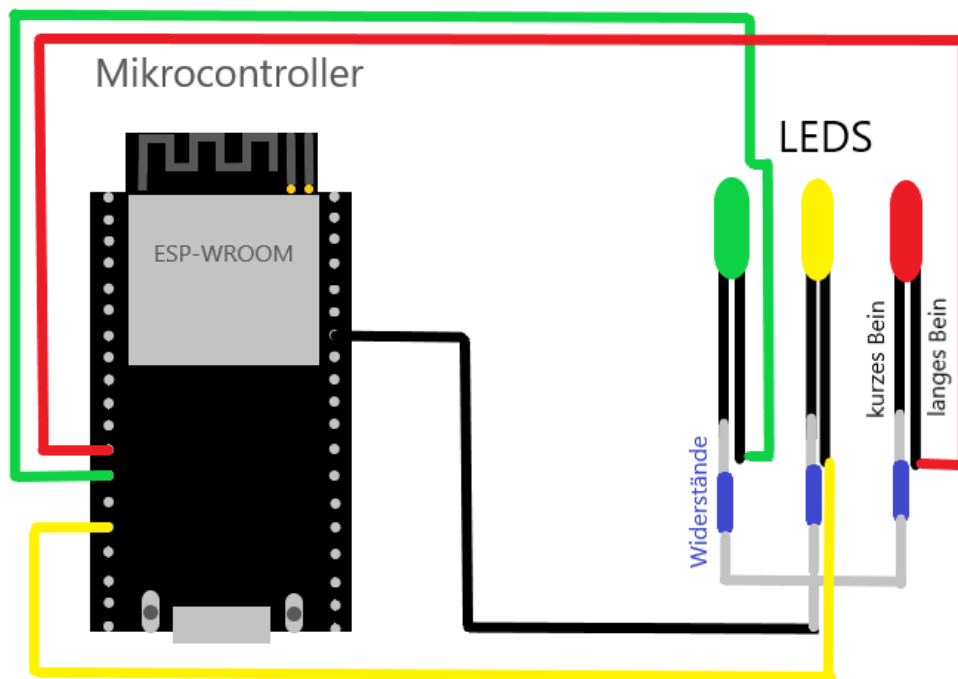 Mikrocontroller
LEDS
ESP-WROOM
kurzes Bein
langes Bein
Widerstände